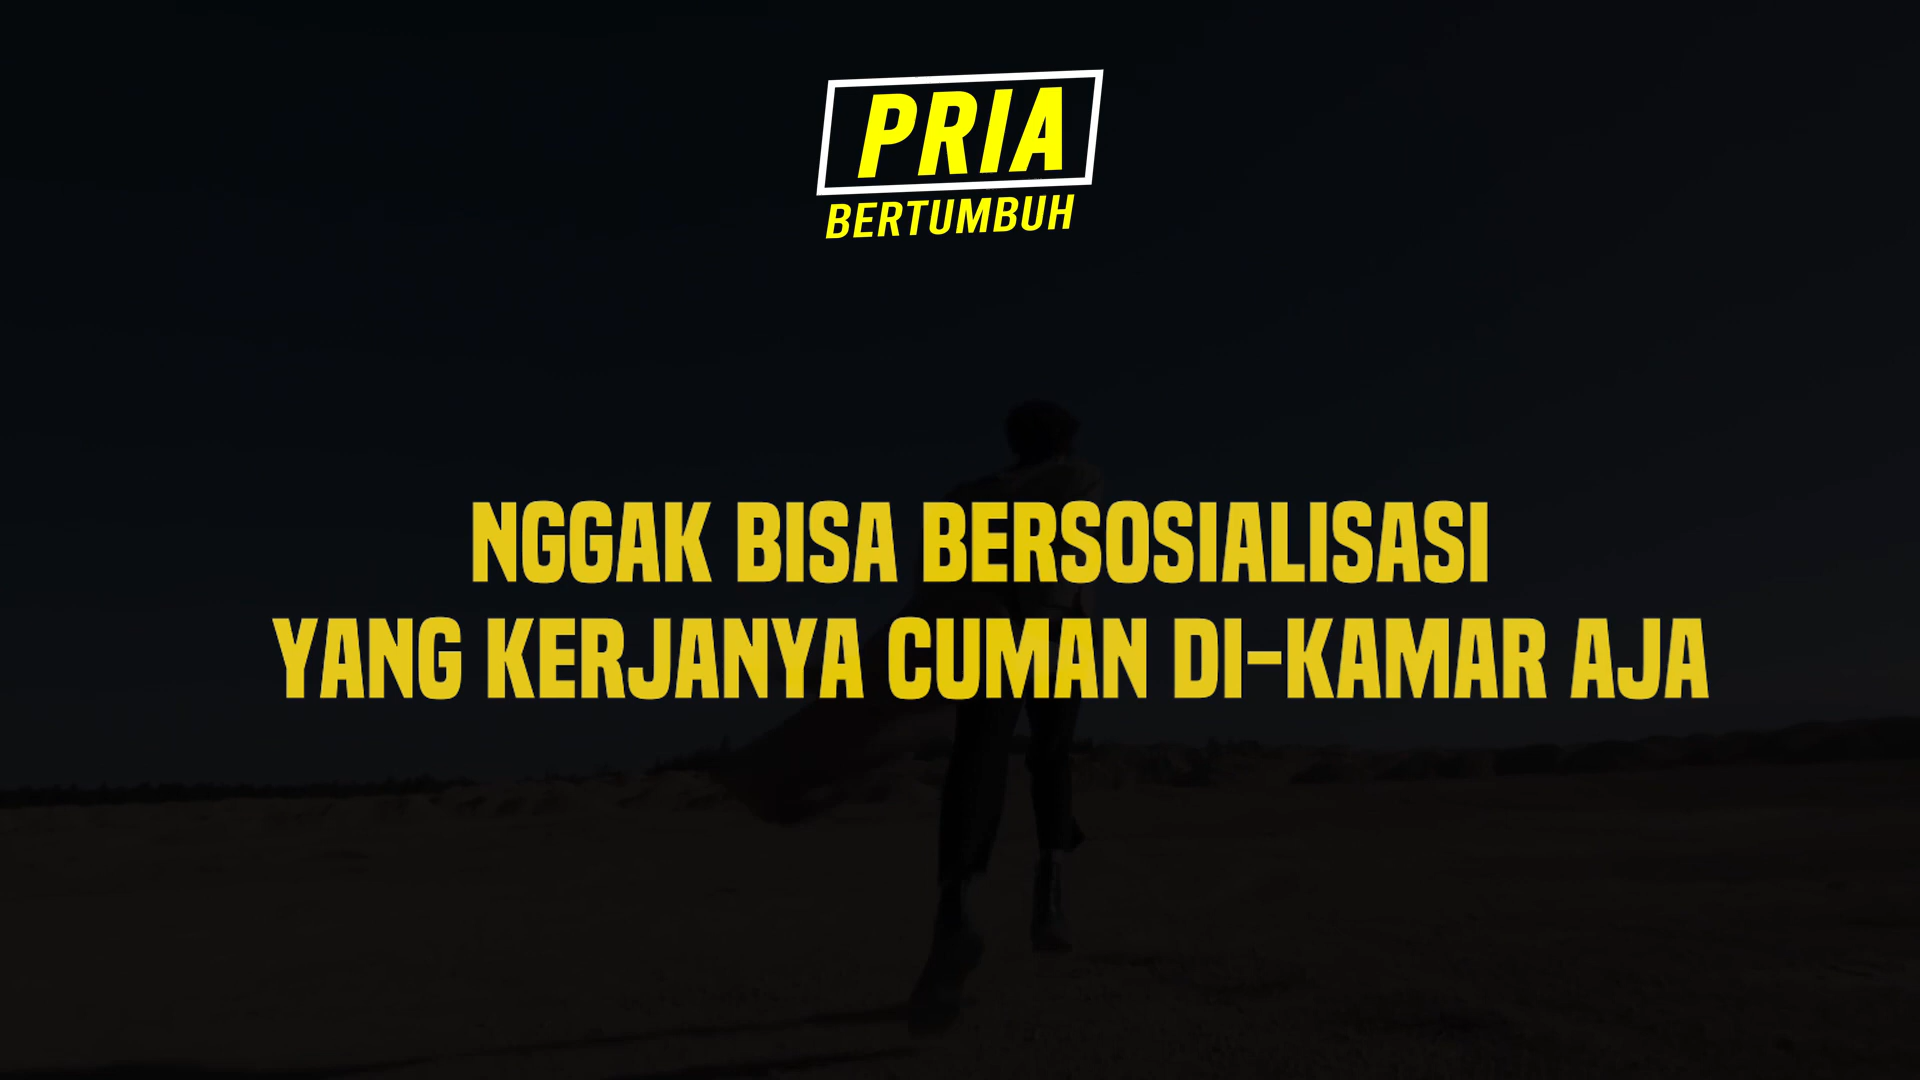 PRIA
BERTUMBUH
NGGAK BISA BERSOSIALISASI
YANG KERJANYA CUMAN DI-KAMAR AJA